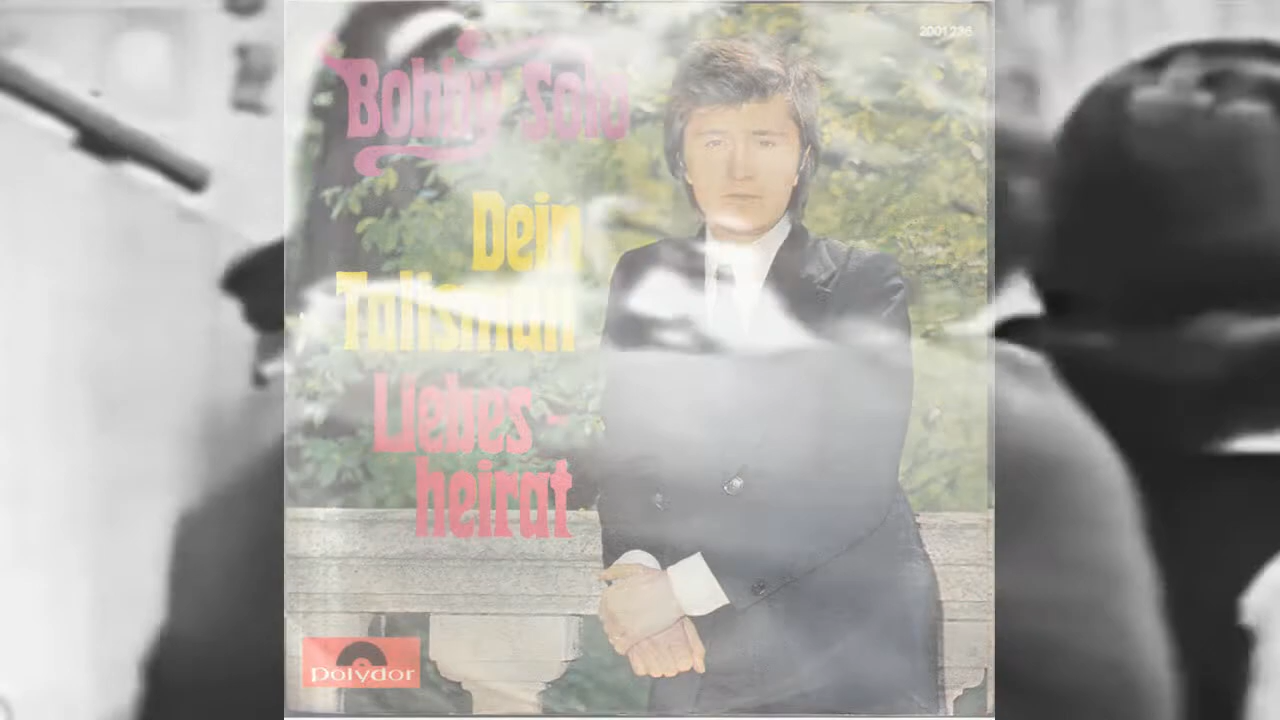 2001 236
Bobby Solo
Dein
Talisman
Liebes-
heirat
Polydor